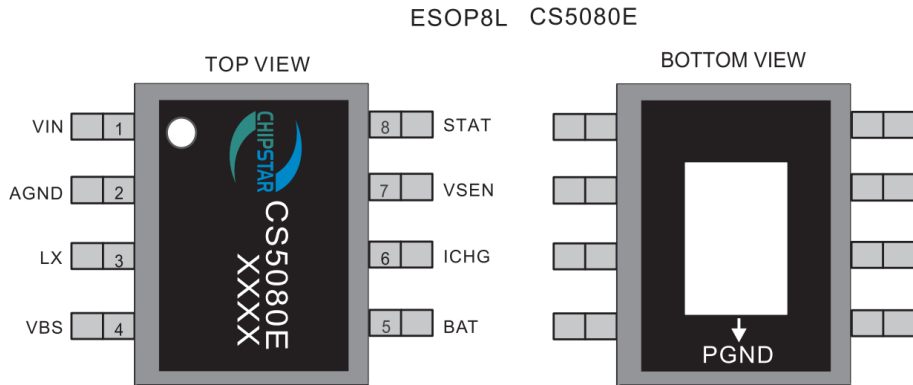 ESOP8L CS5080E
TOP VIEW
BOTTOM VIEW
VIN 1
AGND 2
LX 3
VBS 4
8 STAT
7 VSEN
6 ICHG
5 BAT
CHIPSTAR
CS5080E
XXXX
PGND